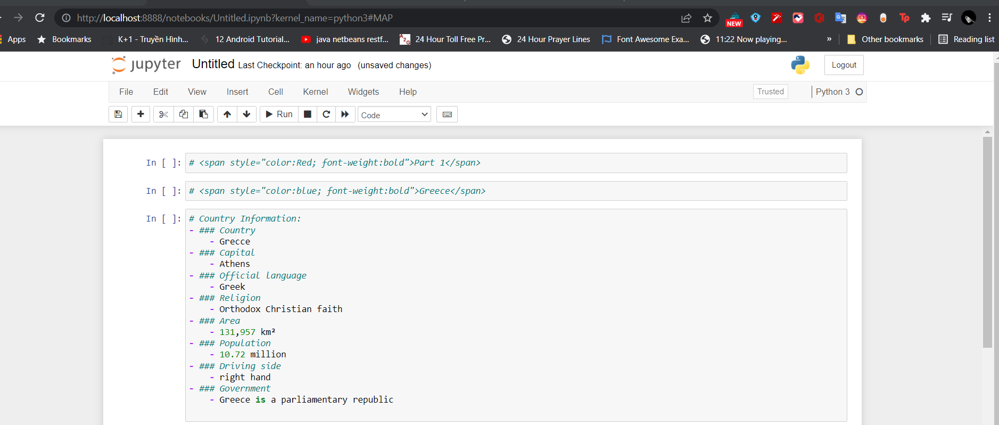 http://localhost:8888/notebooks/Untitled.ipynb?kernel_name=python3#MAP
NEW
Tp
Apps Bookmarks K+1 - Truyền Hình... 12 Android Tutorial... java netbeans restf... 24 Hour Toll Free Pr... 24 Hour Prayer Lines Font Awesome Exa... 11:22 Now playing... » Other bookmarks Reading list
jupyter Untitled Last Checkpoint: an hour ago (unsaved changes) Logout
File Edit View Insert Cell Kernel Widgets Help Trusted Python 3
Run Code
In [ ]: # <span style="color:Red; font-weight:bold">Part 1</span>
In [ ]: # <span style="color:blue; font-weight:bold">Greece</span>
In [ ]: # Country Information:
- ### Country
- Grecce
- ### Capital
- Athens
- ### Official language
- Greek
- ### Religion
- Orthodox Christian faith
- ### Area
- 131,957 km²
- ### Population
- 10.72 million
- ### Driving side
- right hand
- ### Government
- Greece is a parliamentary republic